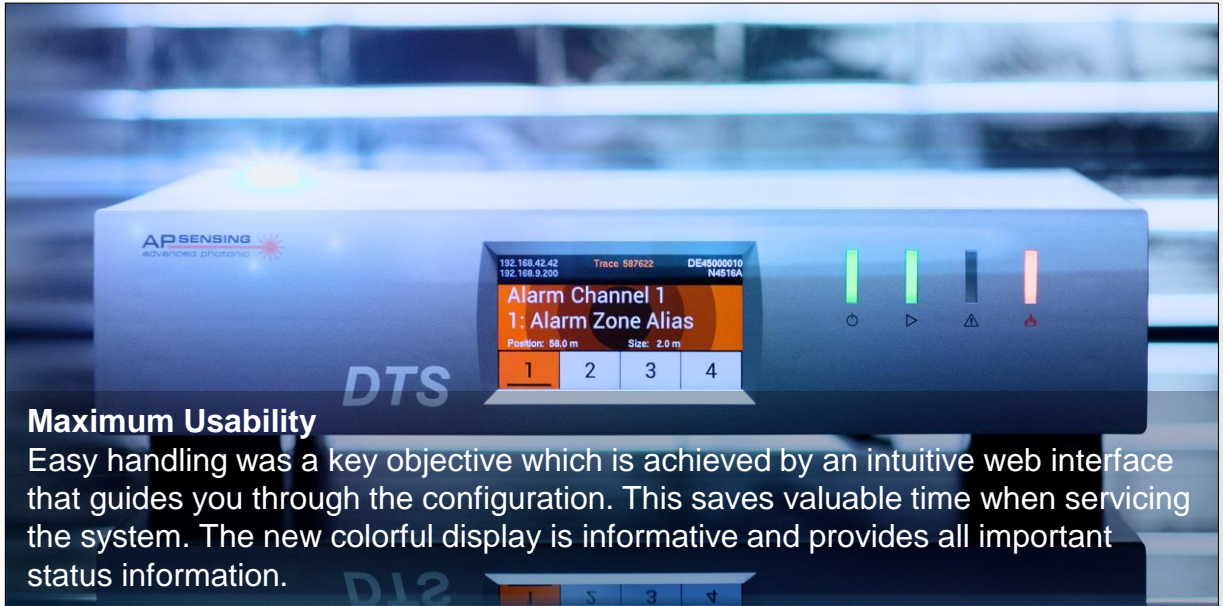 AP SENSING
advanced photonic
192.168.42.42 Trace 587622 DE45000010
192.168.9.200 N4516A
Alarm Channel 1
1: Alarm Zone Alias
Position: 58.0 m Size: 2.0 m
1 2 3 4
DTS
Maximum Usability
Easy handling was a key objective which is achieved by an intuitive web interface
that guides you through the configuration. This saves valuable time when servicing
the system. The new colorful display is informative and provides all important
status information.